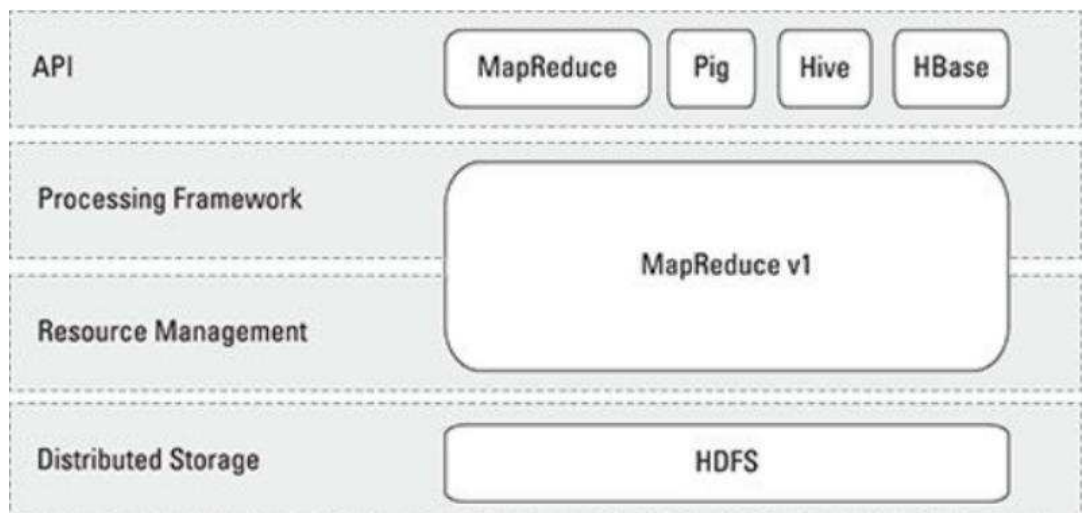 API MapReduce Pig Hive HBase
Processing Framework
MapReduce v1
Resource Management
Distributed Storage HDFS